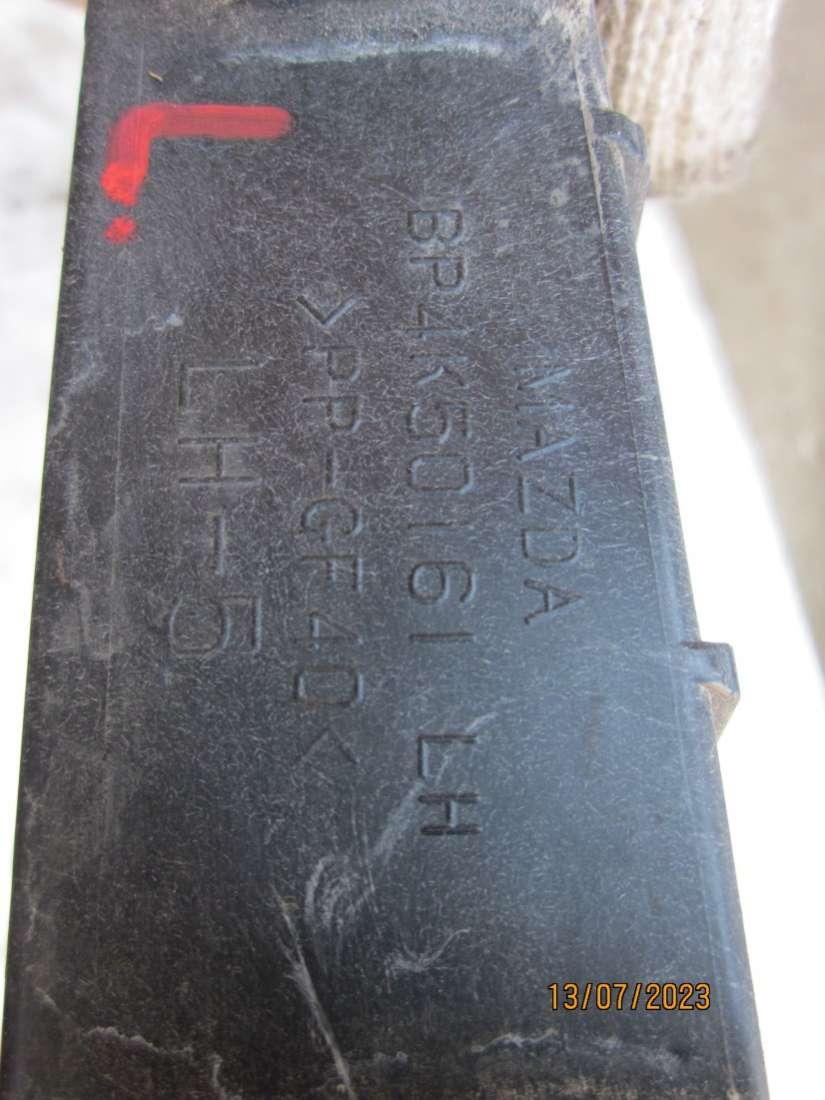 MAZDA
BP4K50161 LH
>PP-GF40<
LH-5
L
13/07/2023